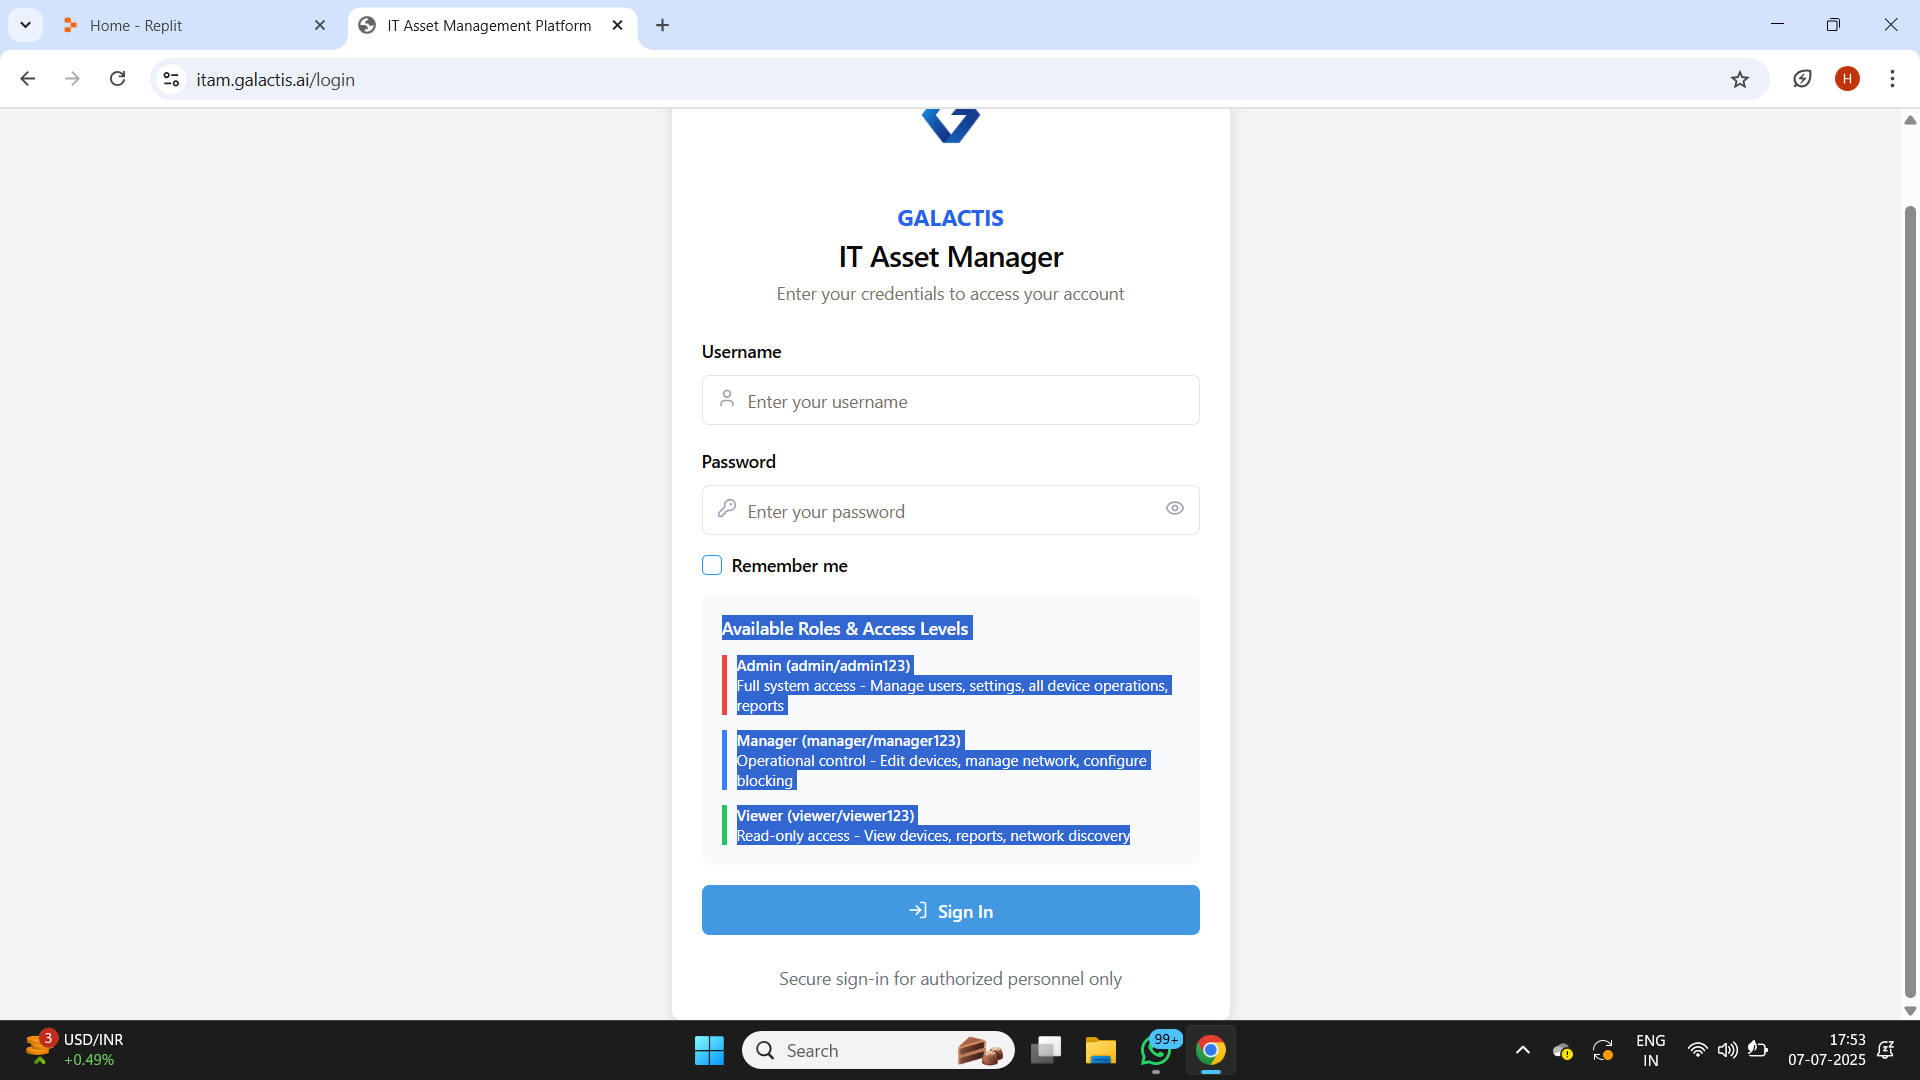 Home - Replit
IT Asset Management Platform
itam.galactis.ai/login
H
GALACTIS
IT Asset Manager
Enter your credentials to access your account
Username
Enter your username
Password
Enter your password
Remember me
Available Roles & Access Levels
Admin (admin/admin123)
Full system access - Manage users, settings, all device operations,
reports
Manager (manager/manager123)
Operational control - Edit devices, manage network, configure
blocking
Viewer (viewer/viewer123)
Read-only access - View devices, reports, network discovery
Sign In
Secure sign-in for authorized personnel only
3
USD/INR
+0.49%
Search
99+
ENG
IN
17:53
07-07-2025